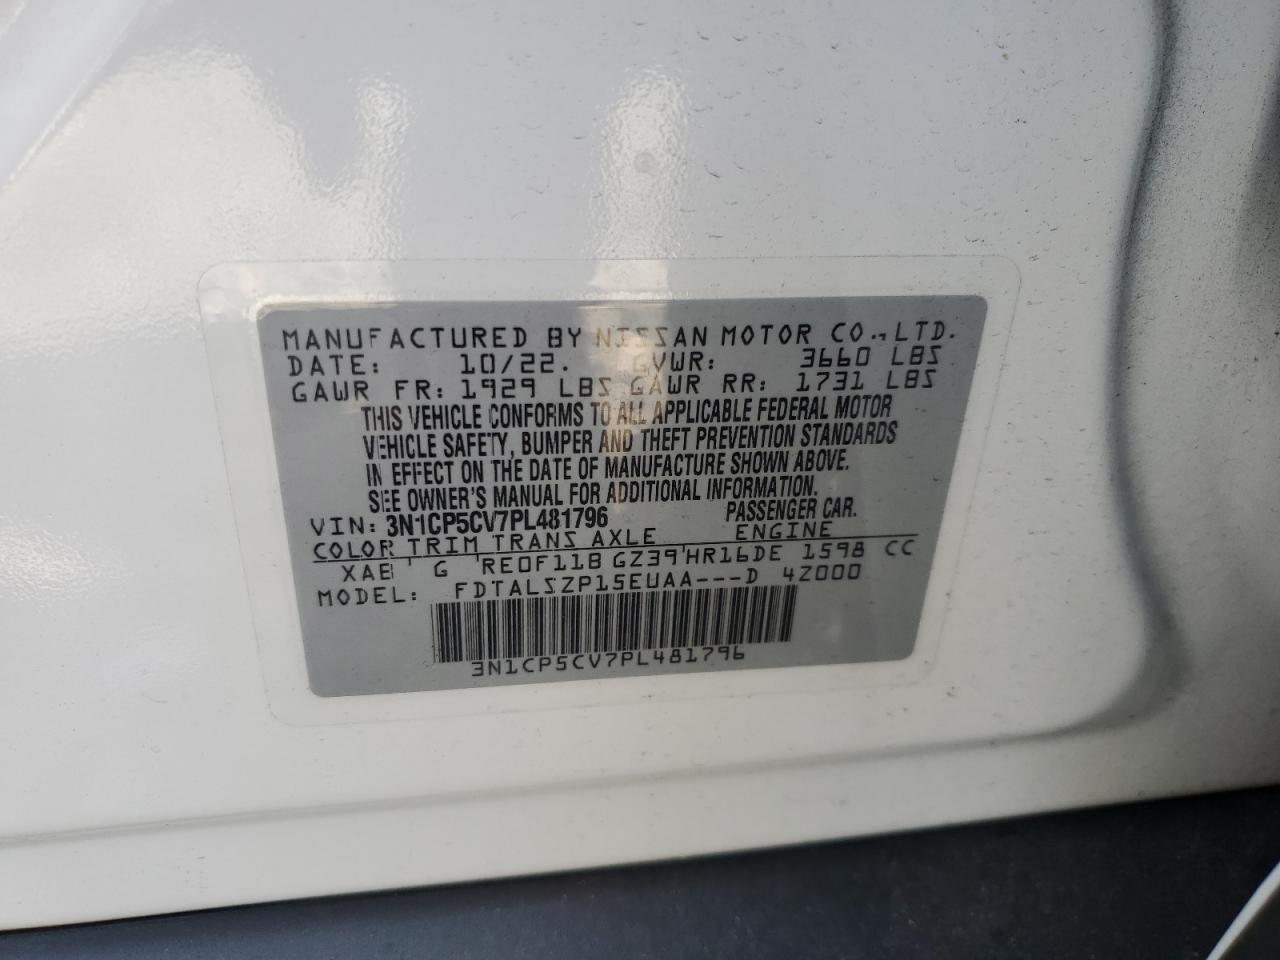 MANUFACTURED BY NISSAN MOTOR CO., LTD.
DATE: 10/22. GVWR: 3660 LBS
GAWR FR: 1929 LBS GAWR RR: 1731 LBS
THIS VEHICLE CONFORMS TO ALL APPLICABLE FEDERAL MOTOR
VEHICLE SAFETY, BUMPER AND THEFT PREVENTION STANDARDS
IN EFFECT ON THE DATE OF MANUFACTURE SHOWN ABOVE.
SEE OWNER'S MANUAL FOR ADDITIONAL INFORMATION.
VIN: 3N1CP5CV7PL481796 PASSENGER CAR.
COLOR TRIM TRANS AXLE ENGINE
XAB G RE0F11B GZ39 HR16DE 1598 CC
MODEL: FDTALSZP15EUAA---D 4Z000
3N1CP5CV7PL481796